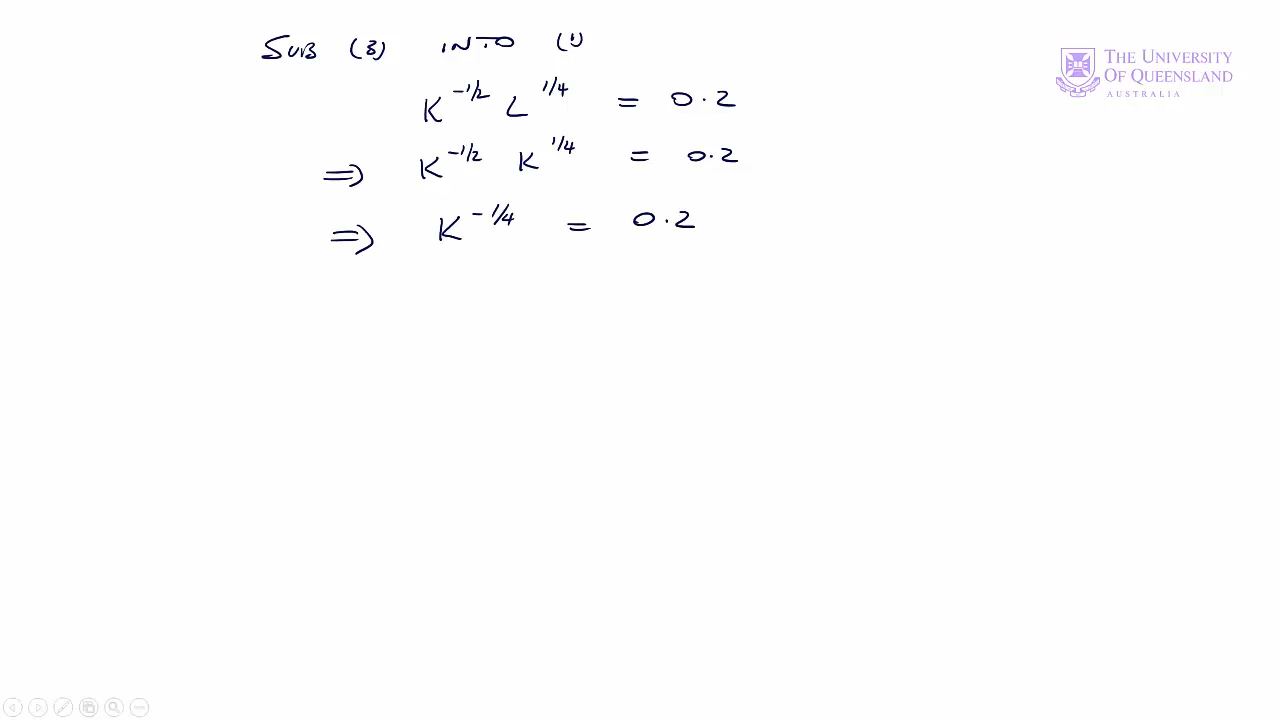 SUB (3) INTO (1)
K^{-1/2} L^{1/4} = 0.2
⇒ K^{-1/2} K^{1/4} = 0.2
⇒ K^{-1/4} = 0.2
THE UNIVERSITY
OF QUEENSLAND
AUSTRALIA